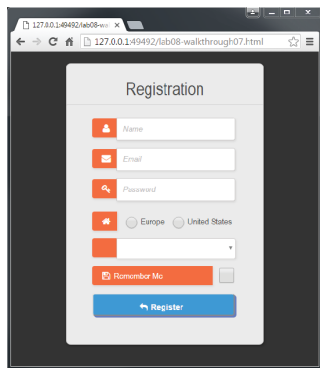 127.0.0.1:49492/lab08-wa
127.0.0.1:49492/lab08-walkthrough07.html
Registration
Name
Email
Password
Europe United States
Remember Me
Register